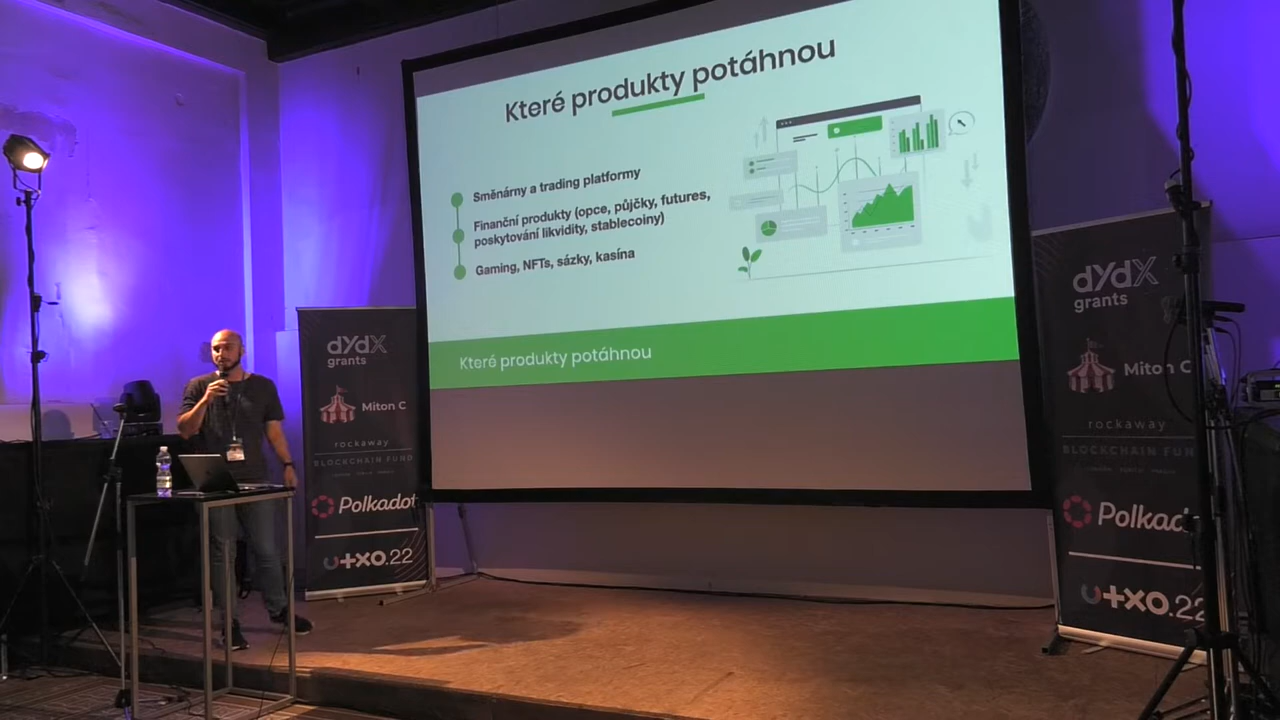 Které produkty potáhnou
Směnárny a trading platformy
Finanční produkty (opce, půjčky, futures,
poskytování likvidity, stablecoiny)
Gaming, NFTs, sázky, kasína
Které produkty potáhnou
dYdX
grants
Miton C
rockaway
BLOCKCHAIN FUND
Polkadot
utxo.22
dYdX
grants
Miton C
rockaway
BLOCKCHAIN FUN
Polkad
utxo.22